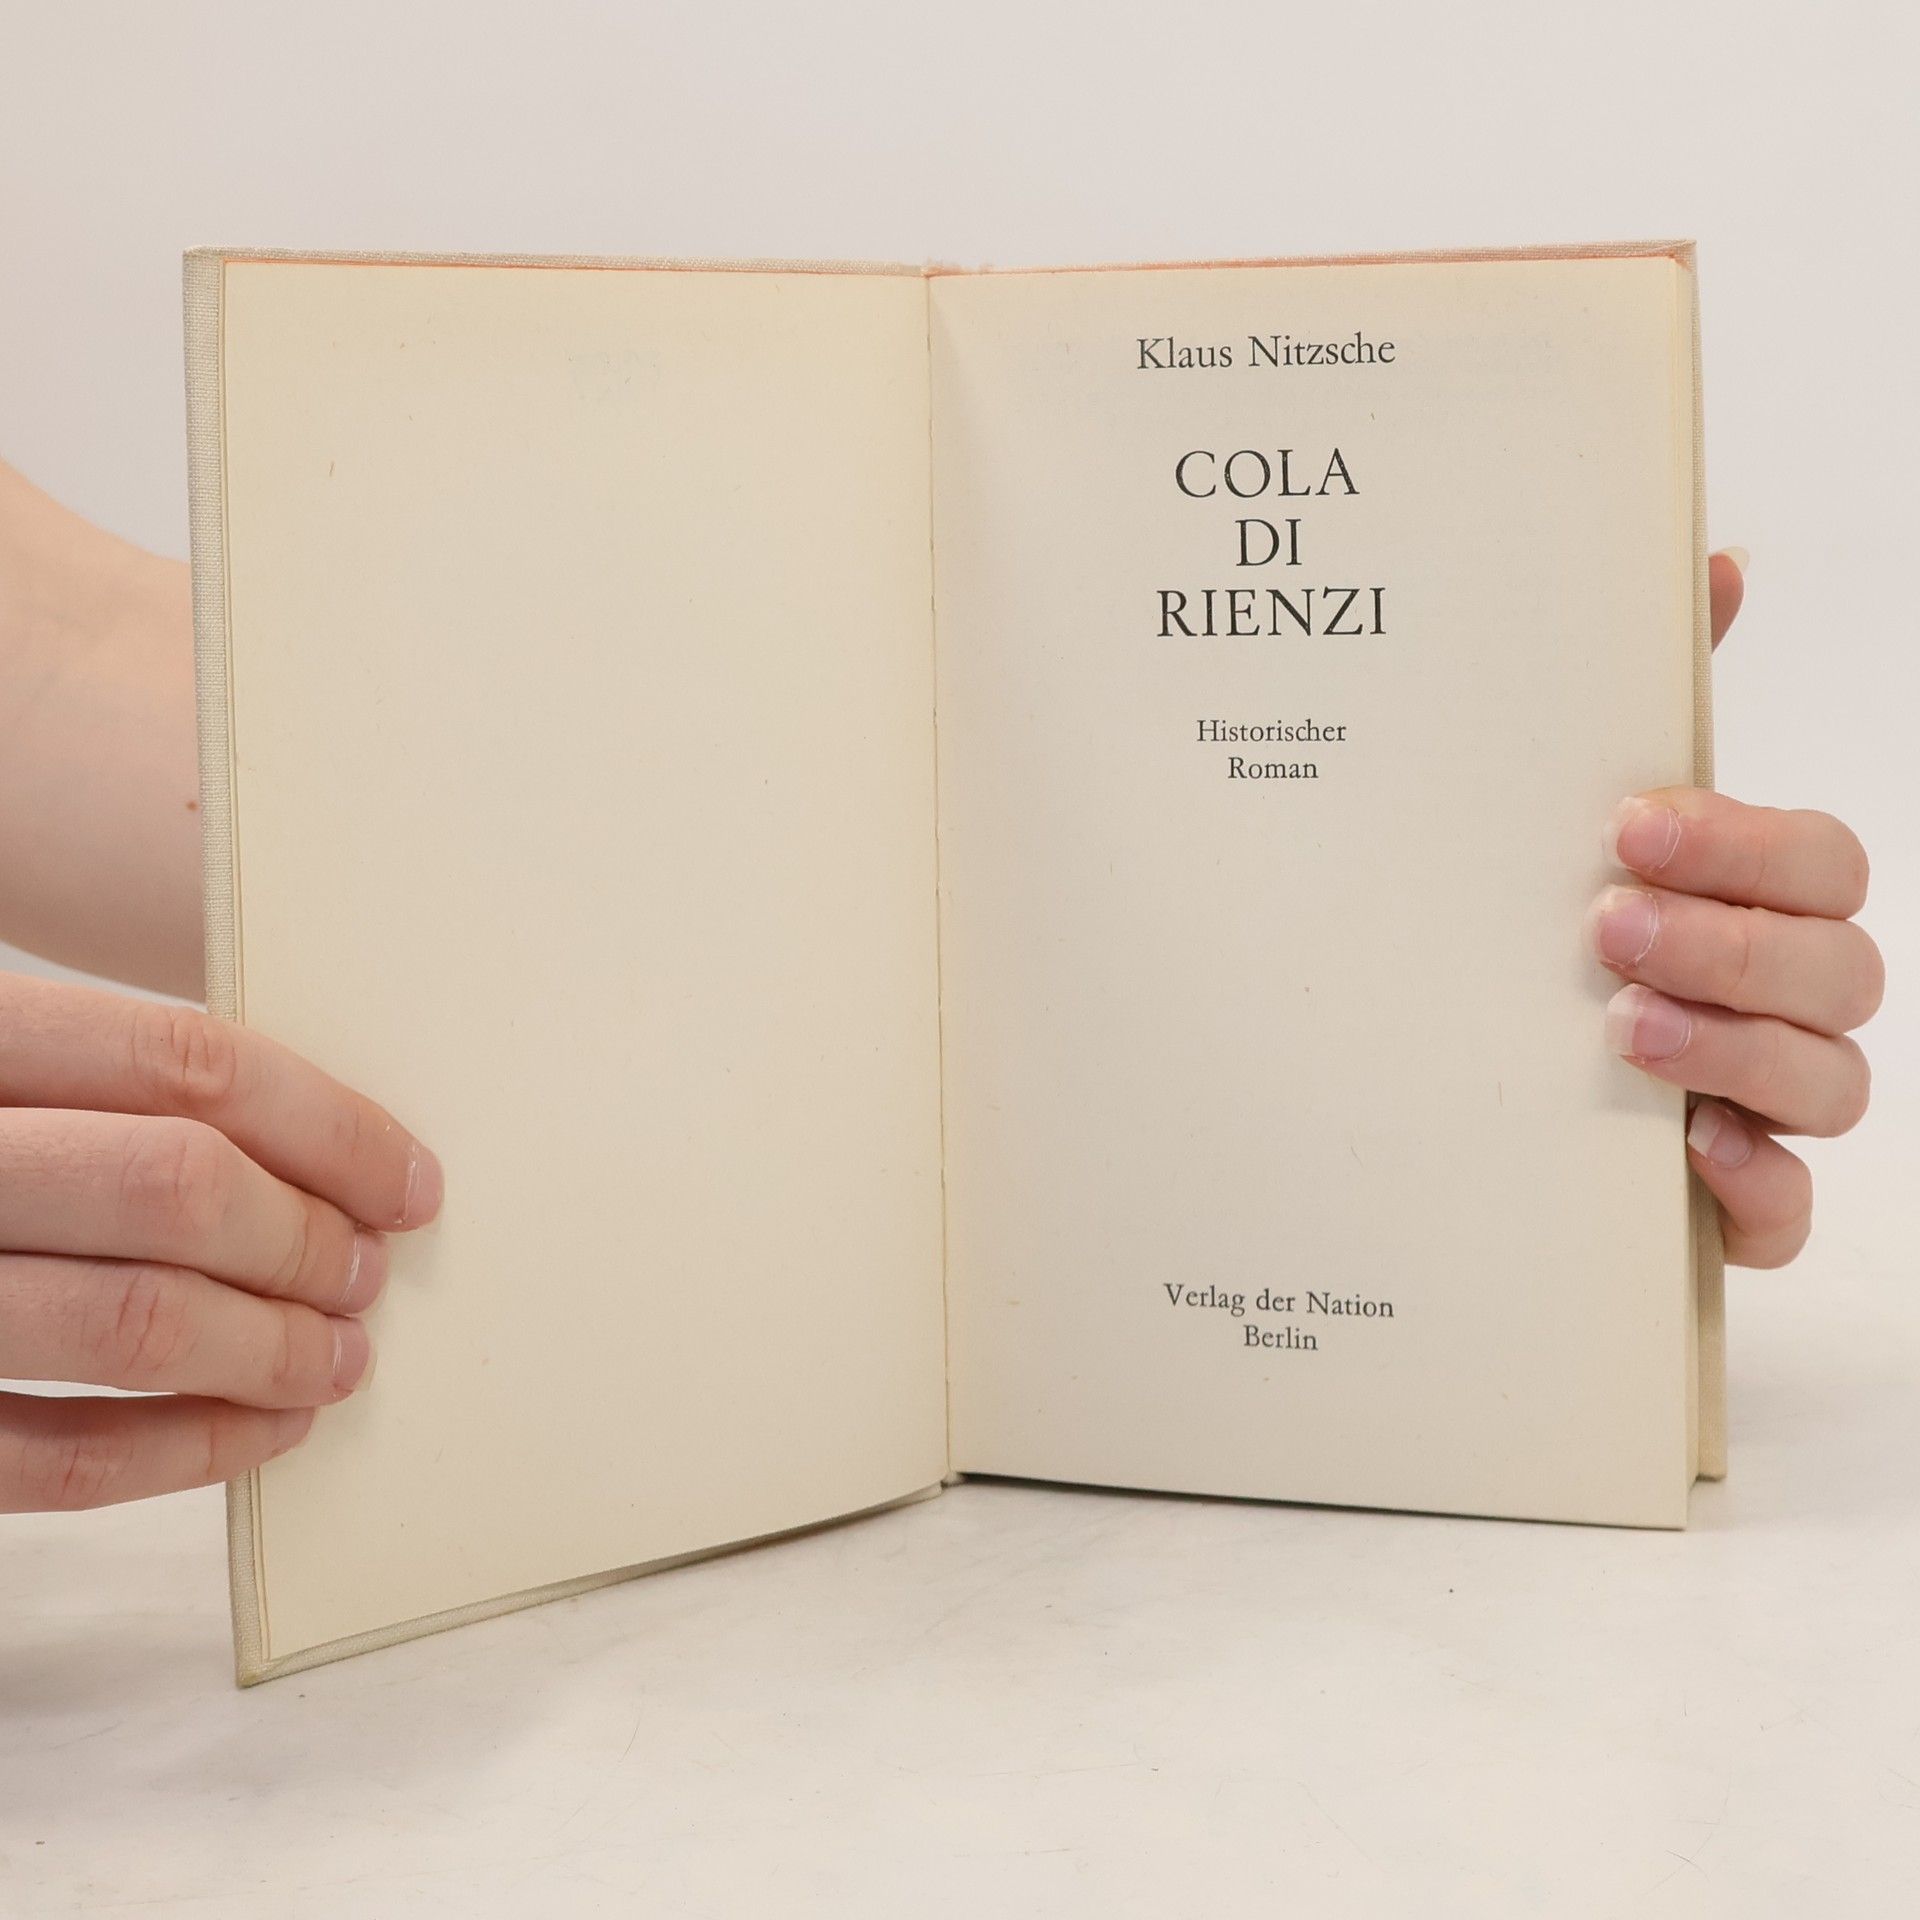 Klaus Nitzsche
COLA
DI
RIENZI
Historischer
Roman
Verlag der Nation
Berlin